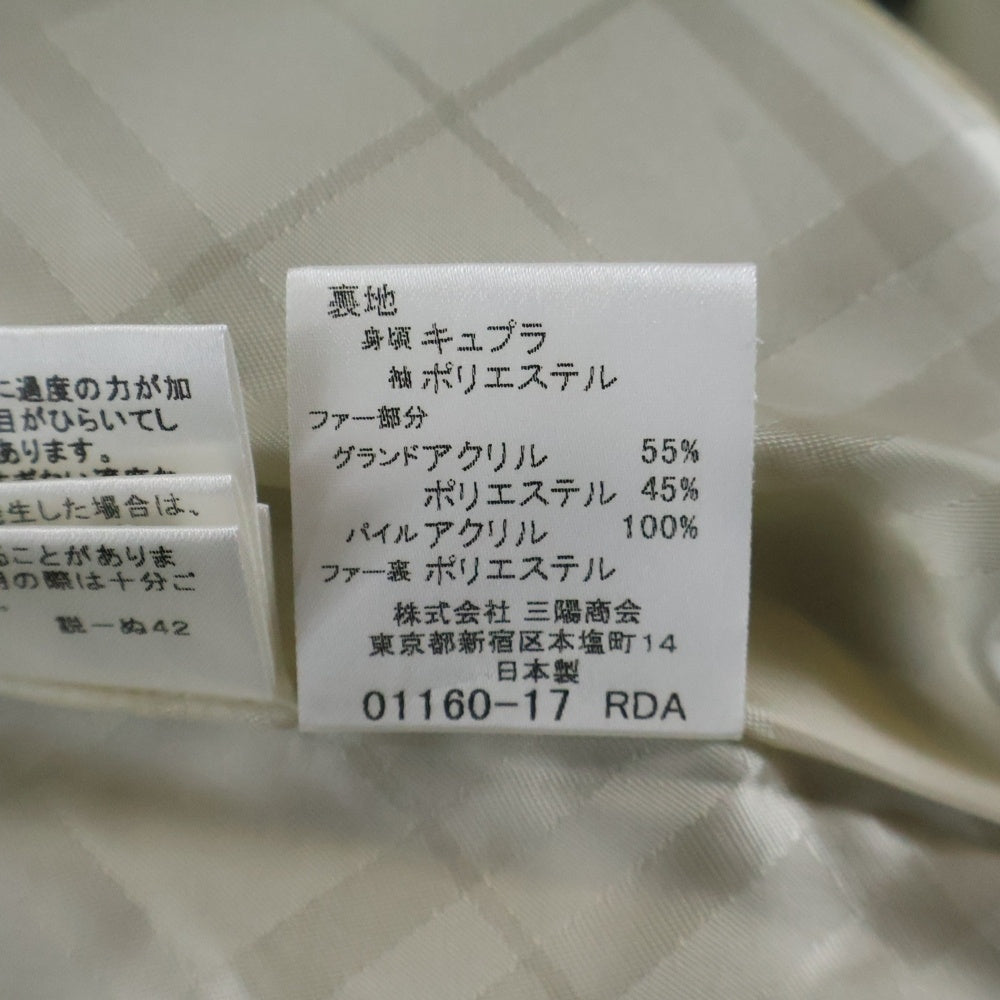 に過度の力が加
目がひらいてし
あります。
生した場合は、
ることがありま
用の際は十分ご
説ーぬ42
裏地
身頃 キュプラ
袖 ポリエステル
ファー部分
グランド アクリル 55%
ポリエステル 45%
パイル アクリル 100%
ファー裏 ポリエステル
株式会社 三陽商会
東京都新宿区本塩町14
日本製
01160-17 RDA